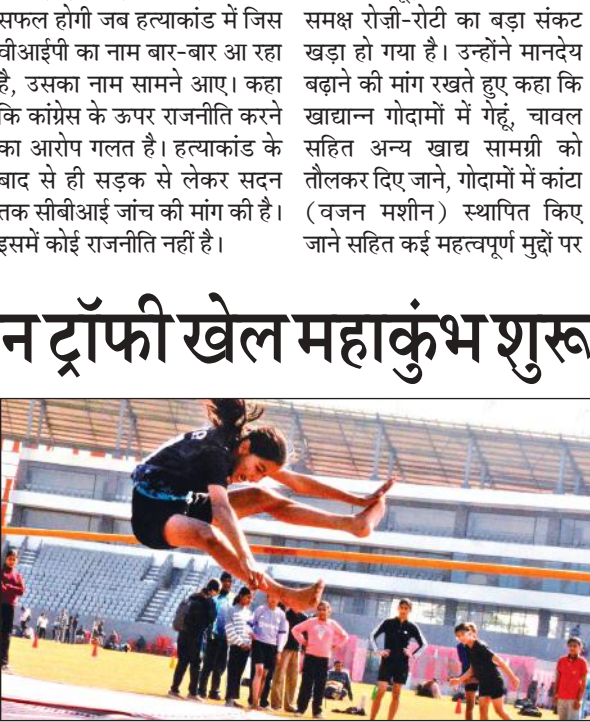 सफल होगी जब हत्याकांड में जिस
वीआईपी का नाम बार-बार आ रहा
है, उसका नाम सामने आए। कहा
कि कांग्रेस के ऊपर राजनीति करने
का आरोप गलत है। हत्याकांड के
बाद से ही सड़क से लेकर सदन
तक सीबीआई जांच की मांग की है।
इसमें कोई राजनीति नहीं है।
समक्ष रोज़ी-रोटी का बड़ा संकट
खड़ा हो गया है। उन्होंने मानदेय
बढ़ाने की मांग रखते हुए कहा कि
खाद्यान्न गोदामों में गेहूं, चावल
सहित अन्य खाद्य सामग्री को
तौलकर दिए जाने, गोदामों में कांटा
(वजन मशीन) स्थापित किए
जाने सहित कई महत्वपूर्ण मुद्दों पर
न ट्रॉफी खेल महाकुंभ शुरू